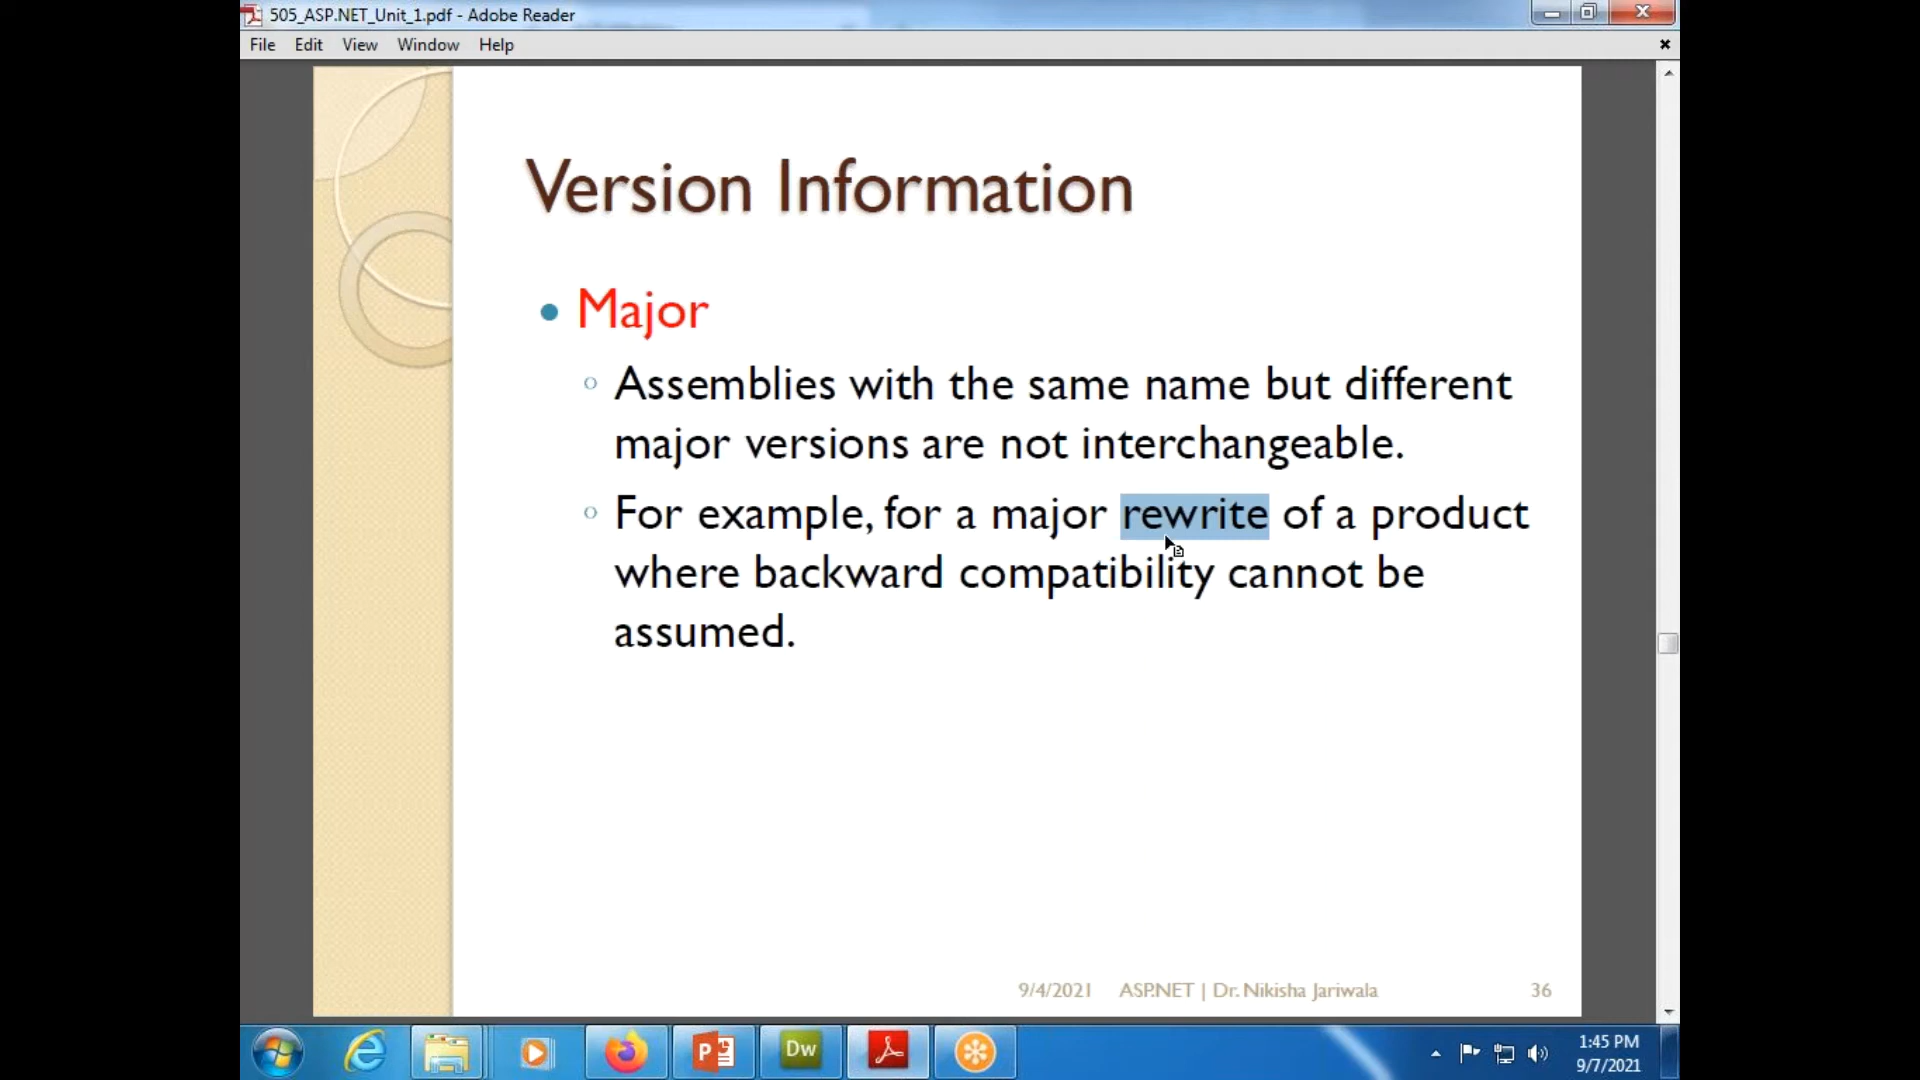 505_ASP.NET_Unit_1.pdf - Adobe Reader
File Edit View Window Help
Version Information
Major
Assemblies with the same name but different
major versions are not interchangeable.
For example, for a major rewrite of a product
where backward compatibility cannot be
assumed.
9/4/2021 ASP.NET | Dr. Nikisha Jariwala 36
Dw
1:45 PM
9/7/2021